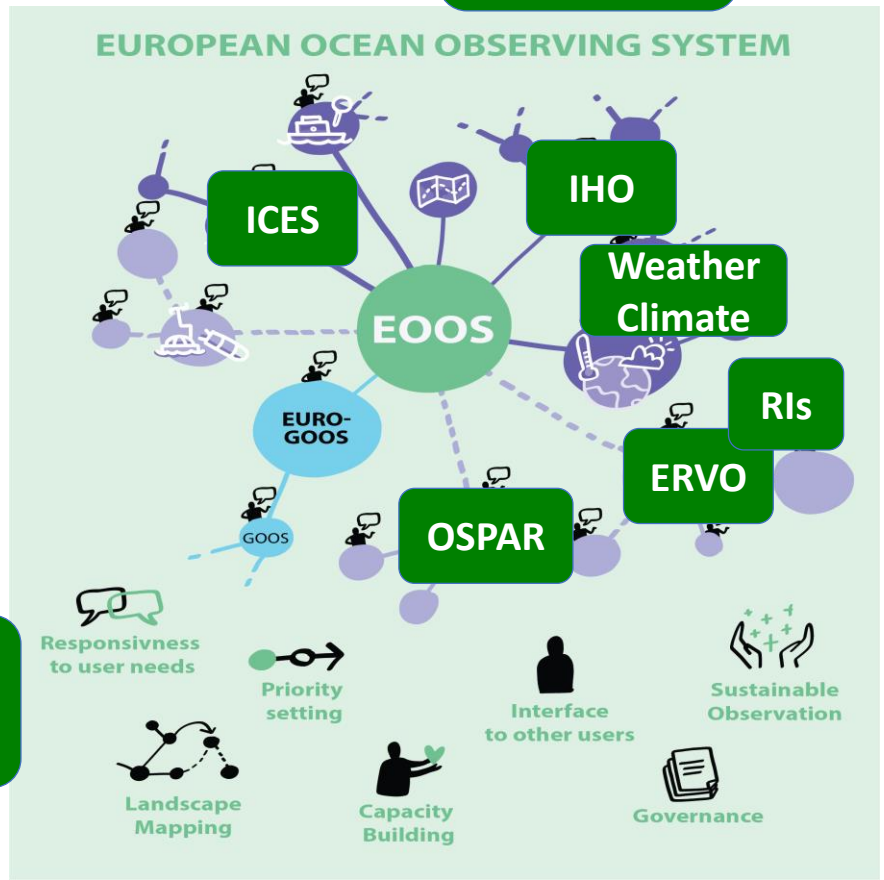 EUROPEAN OCEAN OBSERVING SYSTEM
ICES
IHO
Weather
Climate
EOOS
RIs
EURO-
GOOS
ERVO
GOOS
OSPAR
Responsivness
to user needs
Priority
setting
Interface
to other users
Sustainable
Observation
Landscape
Mapping
Capacity
Building
Governance